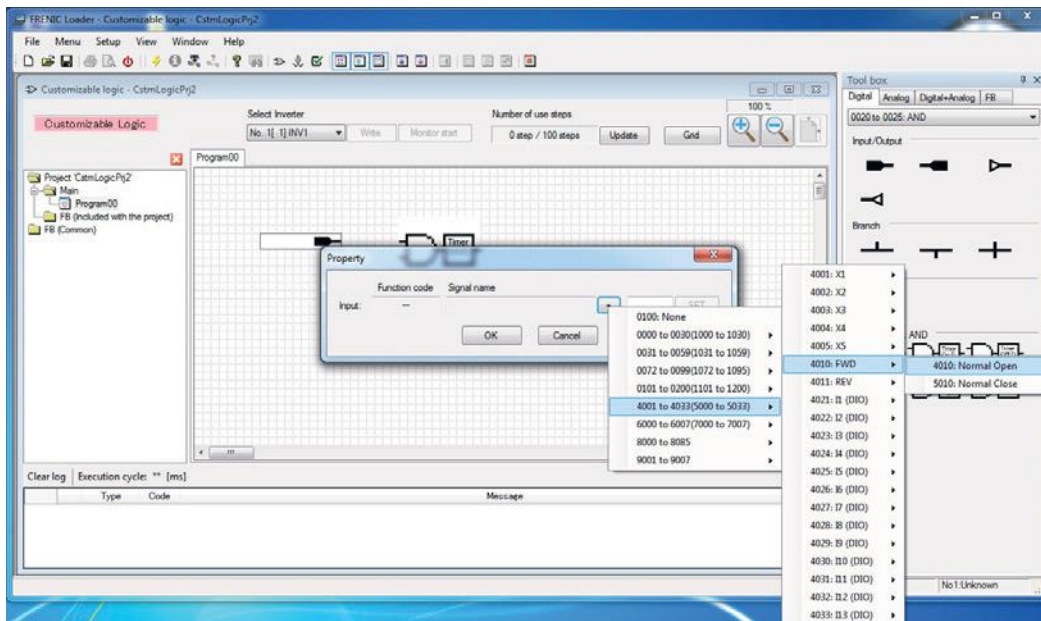 FRENIC Loader - Customizable logic - CstmLogicPrj2
File Menu Setup View Window Help
Customizable logic - CstmLogicPrj2
Customizable Logic
Select Inverter
No. 1[ 1] INV1
Write
Monitor start
Number of use steps
0 step / 100 steps
Update
Grid
100 %
Program00
Project 'CstmLogicPrj2'
Main
Program00
FB (Included with the project)
FB (Common)
Timer
Property
Function code Signal name
Input: ---
SET
OK Cancel
0100: None
0000 to 0030(1000 to 1030)
0031 to 0059(1031 to 1059)
0072 to 0099(1072 to 1095)
0101 to 0200(1101 to 1200)
4001 to 4033(5000 to 5033)
6000 to 6007(7000 to 7007)
8000 to 8085
9001 to 9007
4001: X1
4002: X2
4003: X3
4004: X4
4005: X5
4010: FWD
4011: REV
4021: I1 (DIO)
4022: I2 (DIO)
4023: I3 (DIO)
4024: I4 (DIO)
4025: I5 (DIO)
4026: I6 (DIO)
4027: I7 (DIO)
4028: I8 (DIO)
4029: I9 (DIO)
4030: I10 (DIO)
4031: I11 (DIO)
4032: I12 (DIO)
4033: I13 (DIO)
4010: Normal Open
5010: Normal Close
Tool box
Digital Analog Digital+Analog FB
0020 to 0025: AND
Input/Output
Branch
AND
Clear log Execution cycle: ** [ms]
Type Code Message
No1:Unknown